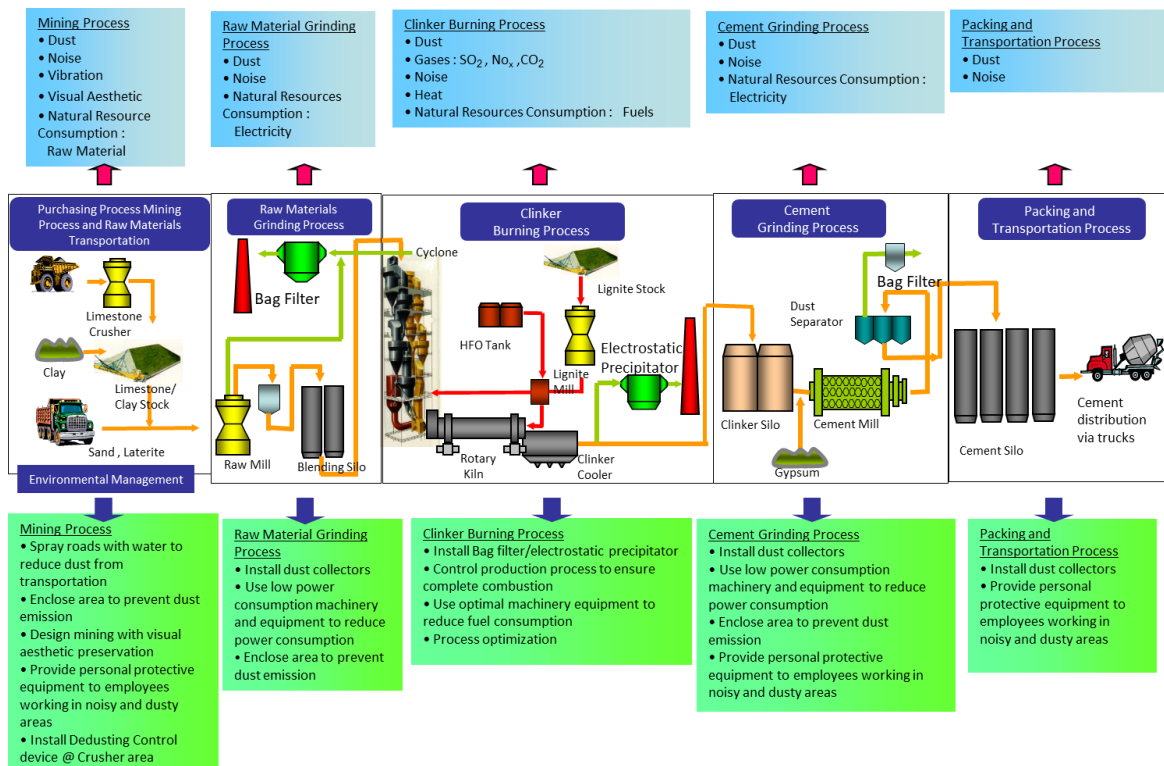 Mining Process
• Dust
• Noise
• Vibration
• Visual Aesthetic
• Natural Resource
Consumption :
Raw Material
Raw Material Grinding
Process
• Dust
• Noise
• Natural Resources
Consumption :
Electricity
Clinker Burning Process
• Dust
• Gases : SO2 , Nox ,CO2
• Noise
• Heat
• Natural Resources Consumption : Fuels
Cement Grinding Process
• Dust
• Noise
• Natural Resources Consumption :
Electricity
Packing and
Transportation Process
• Dust
• Noise
Purchasing Process Mining
Process and Raw Materials
Transportation
Limestone
Crusher
Clay
Limestone/
Clay Stock
Sand , Laterite
Raw Materials
Grinding Process
Bag Filter
Raw Mill
Blending Silo
Clinker
Burning Process
Cyclone
Lignite Stock
HFO Tank
Lignite
Mill
Electrostatic
Precipitator
Rotary
Kiln
Clinker
Cooler
Cement
Grinding Process
Bag Filter
Dust
Separator
Clinker Silo
Cement Mill
Gypsum
Packing and
Transportation Process
Cement Silo
Cement
distribution
via trucks
Environmental Management
Mining Process
• Spray roads with water to
reduce dust from
transportation
• Enclose area to prevent dust
emission
• Design mining with visual
aesthetic preservation
• Provide personal protective
equipment to employees
working in noisy and dusty
areas
• Install Dedusting Control
device @ Crusher area
Raw Material Grinding
Process
• Install dust collectors
• Use low power
consumption machinery
and equipment to reduce
power consumption
• Enclose area to prevent
dust emission
Clinker Burning Process
• Install Bag filter/electrostatic precipitator
• Control production process to ensure
complete combustion
• Use optimal machinery equipment to
reduce fuel consumption
• Process optimization
Cement Grinding Process
• Install dust collectors
• Use low power consumption
machinery and equipment to reduce
power consumption
• Enclose area to prevent dust
emission
• Provide personal protective
equipment to employees working in
noisy and dusty areas
Packing and
Transportation Process
• Install dust collectors
• Provide personal
protective equipment to
employees working in
noisy and dusty areas